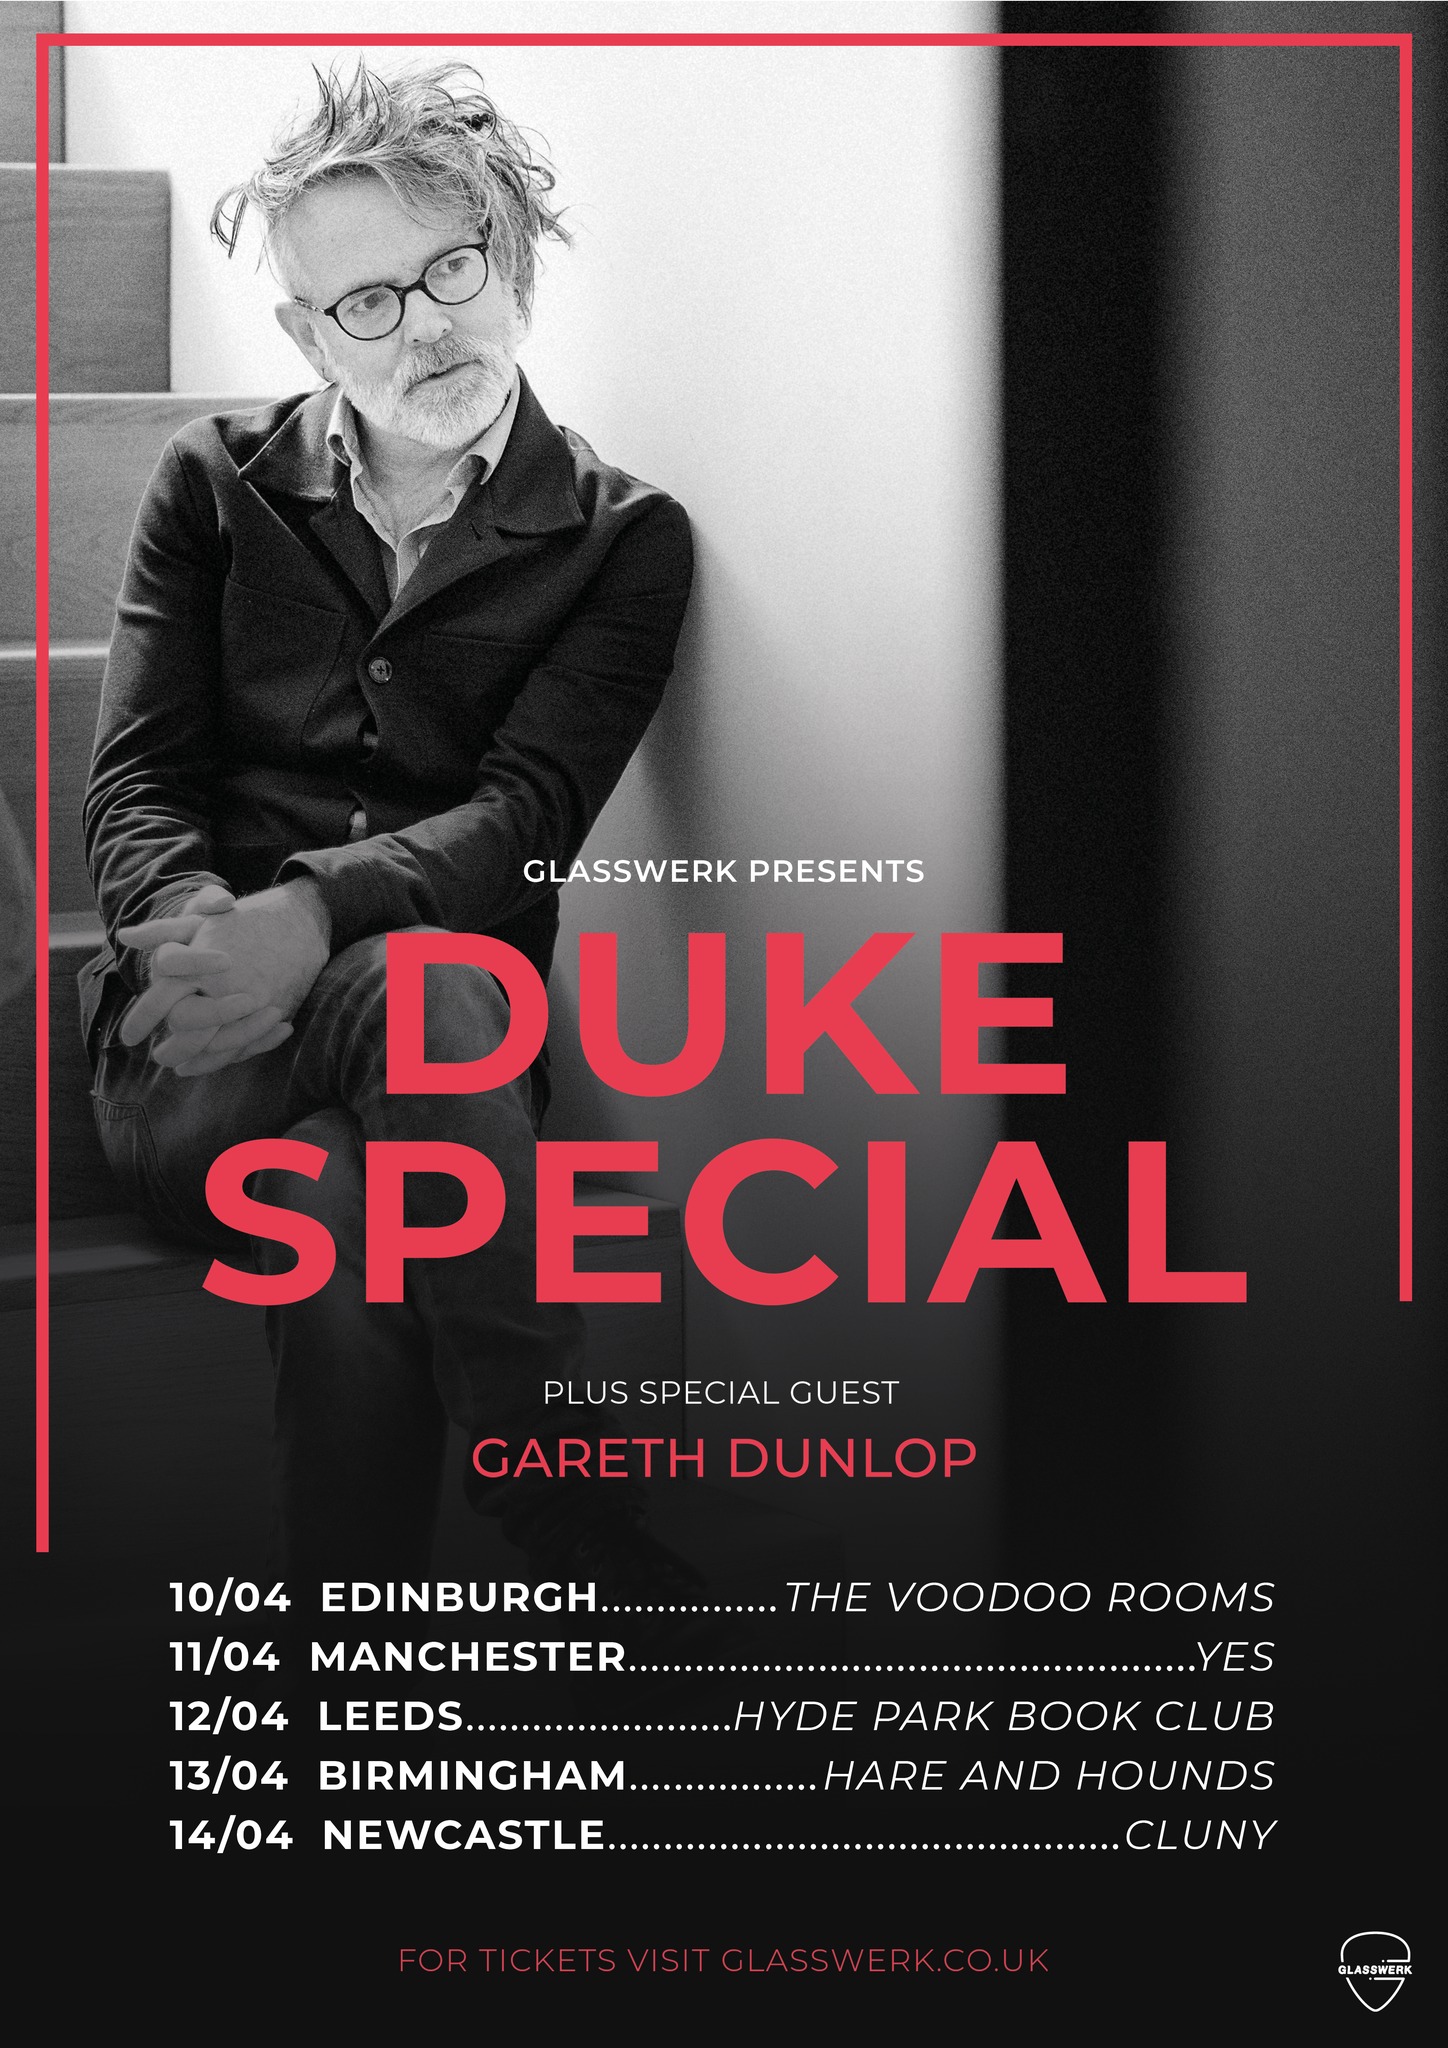 GLASSWERK PRESENTS
DUKE
SPECIAL
PLUS SPECIAL GUEST
GARETH DUNLOP
10/04 EDINBURGH................THE VOODOO ROOMS
11/04 MANCHESTER...................................................YES
12/04 LEEDS........................HYDE PARK BOOK CLUB
13/04 BIRMINGHAM.................HARE AND HOUNDS
14/04 NEWCASTLE..............................................CLUNY
FOR TICKETS VISIT GLASSWERK.CO.UK
GLASSWERK